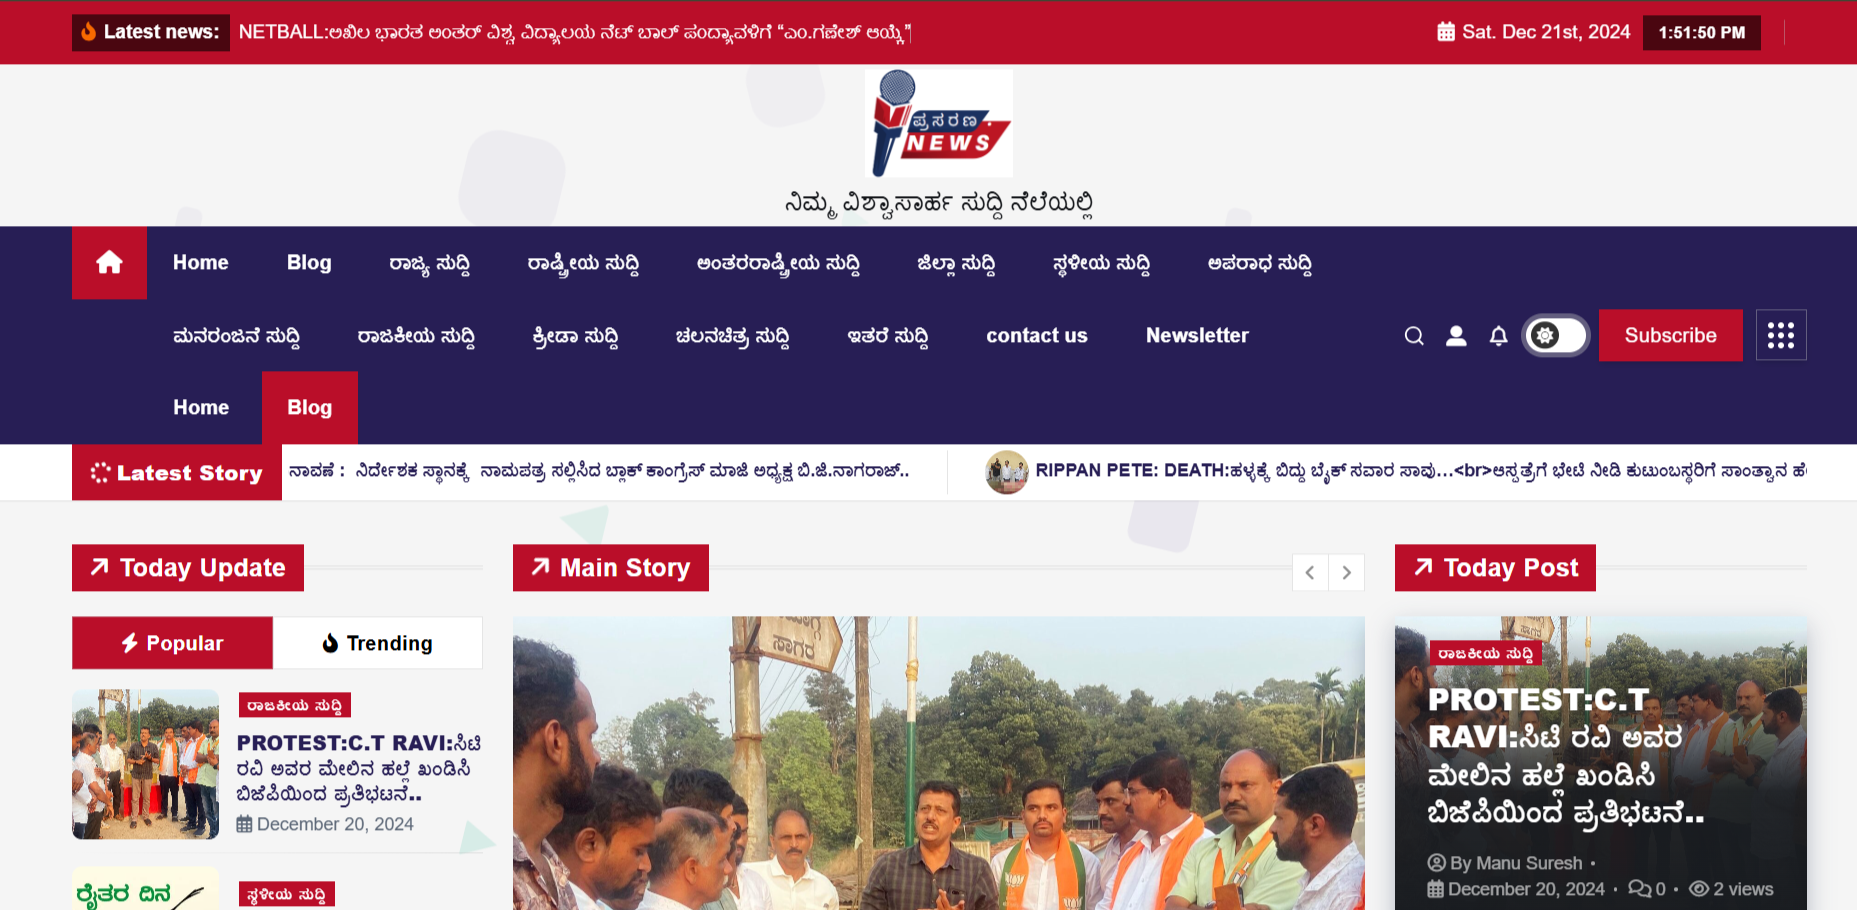 Latest news: NETBALL:ಅಖಿಲ ಭಾರತ ಅಂತರ್ ವಿಶ್ವ ವಿದ್ಯಾಲಯ ನೆಟ್ ಬಾಲ್ ಪಂದ್ಯಾವಳಿಗೆ “ಎಂ.ಗಣೇಶ್ ಆಯ್ಕೆ”
Sat. Dec 21st, 2024 1:51:50 PM
ಪ್ರಸರಣ
NEWS
ನಿಮ್ಮ ವಿಶ್ವಾಸಾರ್ಹ ಸುದ್ದಿ ನೆಲೆಯಲ್ಲಿ
Home Blog ರಾಜ್ಯ ಸುದ್ದಿ ರಾಷ್ಟ್ರೀಯ ಸುದ್ದಿ ಅಂತರರಾಷ್ಟ್ರೀಯ ಸುದ್ದಿ ಜಿಲ್ಲಾ ಸುದ್ದಿ ಸ್ಥಳೀಯ ಸುದ್ದಿ ಅಪರಾಧ ಸುದ್ದಿ
ಮನರಂಜನೆ ಸುದ್ದಿ ರಾಜಕೀಯ ಸುದ್ದಿ ಕ್ರೀಡಾ ಸುದ್ದಿ ಚಲನಚಿತ್ರ ಸುದ್ದಿ ಇತರೆ ಸುದ್ದಿ contact us Newsletter Subscribe
Home Blog
Latest Story ನಾವಣೆ : ನಿರ್ದೇಶಕ ಸ್ಥಾನಕ್ಕೆ ನಾಮಪತ್ರ ಸಲ್ಲಿಸಿದ ಬ್ಲಾಕ್ ಕಾಂಗ್ರೆಸ್ ಮಾಜಿ ಅಧ್ಯಕ್ಷ ಬಿ.ಜಿ.ನಾಗರಾಜ್.. RIPPAN PETE: DEATH:ಹಳ್ಳಕ್ಕೆ ಬಿದ್ದು ಬೈಕ್ ಸವಾರ ಸಾವು…<br>ಆಸ್ಪತ್ರೆಗೆ ಭೇಟಿ ನೀಡಿ ಕುಟುಂಬಸ್ಥರಿಗೆ ಸಾಂತ್ವಾನ
Today Update
Popular Trending
ರಾಜಕೀಯ ಸುದ್ದಿ
PROTEST:C.T RAVI:ಸಿಟಿ
ರವಿ ಅವರ ಮೇಲಿನ ಹಲ್ಲೆ ಖಂಡಿಸಿ
ಬಿಜೆಪಿಯಿಂದ ಪ್ರತಿಭಟನೆ..
December 20, 2024
ರೈತರ ದಿನ
ಸ್ಥಳೀಯ ಸುದ್ದಿ
Main Story
ಸಾಗರ
Today Post
ರಾಜಕೀಯ ಸುದ್ದಿ
PROTEST:C.T
RAVI:ಸಿಟಿ ರವಿ ಅವರ
ಮೇಲಿನ ಹಲ್ಲೆ ಖಂಡಿಸಿ
ಬಿಜೆಪಿಯಿಂದ ಪ್ರತಿಭಟನೆ..
By Manu Suresh •
December 20, 2024 • 0 • 2 views